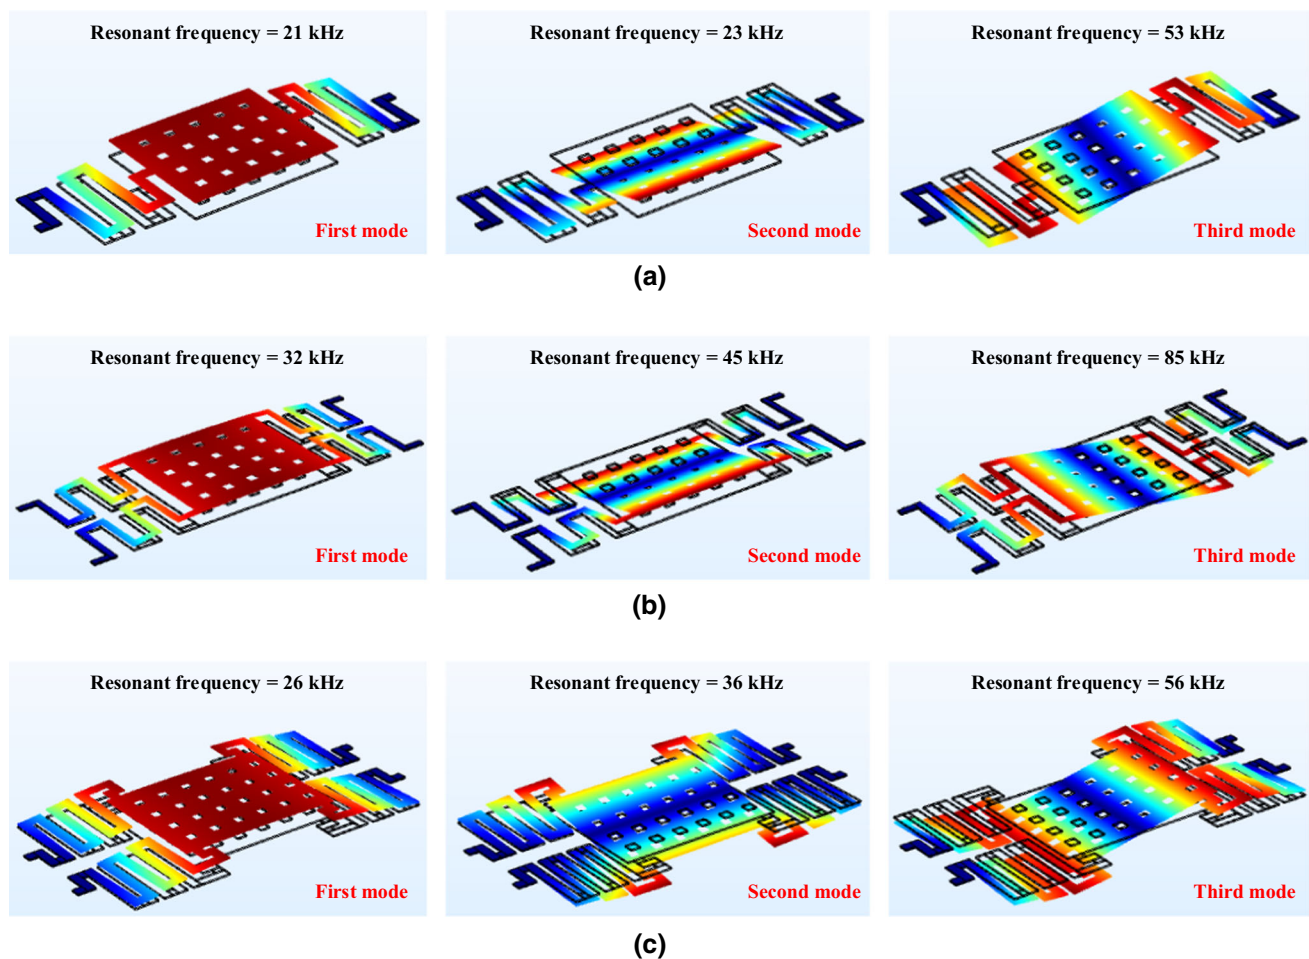 Resonant frequency = 21 kHz
Resonant frequency = 23 kHz
Resonant frequency = 53 kHz
First mode
Second mode
Third mode
(a)
Resonant frequency = 32 kHz
Resonant frequency = 45 kHz
Resonant frequency = 85 kHz
First mode
Second mode
Third mode
(b)
Resonant frequency = 26 kHz
Resonant frequency = 36 kHz
Resonant frequency = 56 kHz
First mode
Second mode
Third mode
(c)